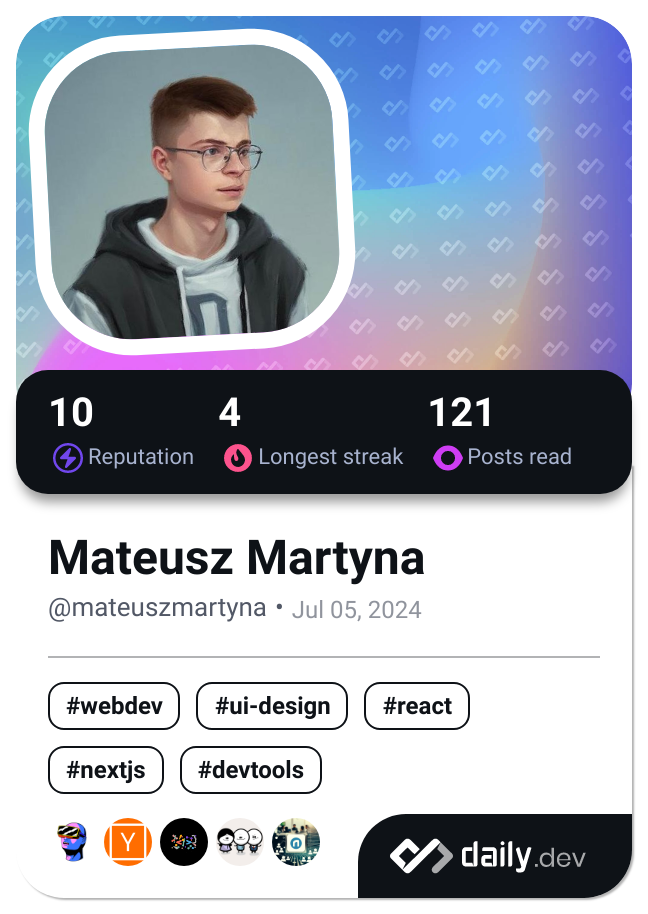 10 4 121
Reputation Longest streak Posts read
Mateusz Martyna
@mateuszmartyna • Jul 05, 2024
#webdev #ui-design #react
#nextjs #devtools
Y n
daily.dev